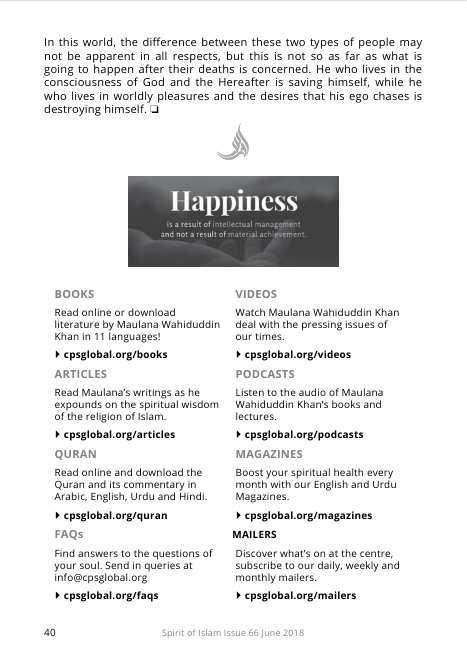 In this world, the difference between these two types of people may
not be apparent in all respects, but this is not so as far as what is
going to happen after their deaths is concerned. He who lives in the
consciousness of God and the Hereafter is saving himself, while he
who lives in worldly pleasures and the desires that his ego chases is
destroying himself. ❏
Happiness
is a result of intellectual management
and not a result of material achievement.
BOOKS
Read online or download
literature by Maulana Wahiduddin
Khan in 11 languages!
cpsglobal.org/books
ARTICLES
Read Maulana's writings as he
expounds on the spiritual wisdom
of the religion of Islam.
cpsglobal.org/articles
QURAN
Read online and download the
Quran and its commentary in
Arabic, English, Urdu and Hindi.
cpsglobal.org/quran
FAQs
Find answers to the questions of
your soul. Send in queries at
info@cpsglobal.org
cpsglobal.org/faqs
VIDEOS
Watch Maulana Wahiduddin Khan
deal with the pressing issues of
our times.
cpsglobal.org/videos
PODCASTS
Listen to the audio of Maulana
Wahiduddin Khan's books and
lectures.
cpsglobal.org/podcasts
MAGAZINES
Boost your spiritual health every
month with our English and Urdu
Magazines.
cpsglobal.org/magazines
MAILERS
Discover what's on at the centre,
subscribe to our daily, weekly and
monthly mailers.
cpsglobal.org/mailers
40
Spirit of Islam Issue 66 June 2018